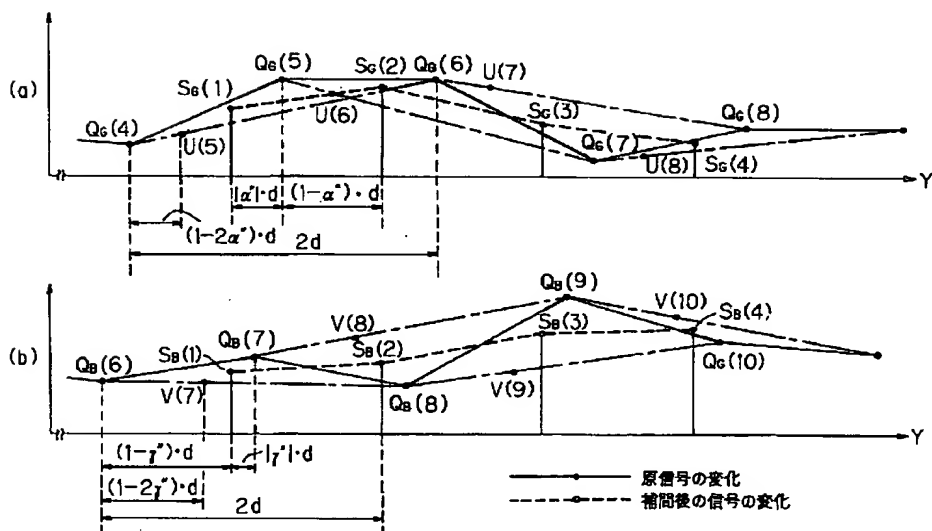 (a)
QG(4)
U(5)
SG(1)
QG(5)
U(6)
SG(2)
QG(6)
U(7)
SG(3)
QG(7)
U(8)
QG(8)
SG(4)
Y
|α"|・d
(1-α")・d
(1-2α")・d
2d
(b)
QB(6)
V(7)
SB(1)
QB(7)
V(8)
SB(2)
QB(8)
V(9)
QB(9)
SB(3)
V(10)
SB(4)
QG(10)
Y
(1-γ")・d
|γ"|・d
(1-2γ")・d
2d
原信号の変化
補間後の信号の変化